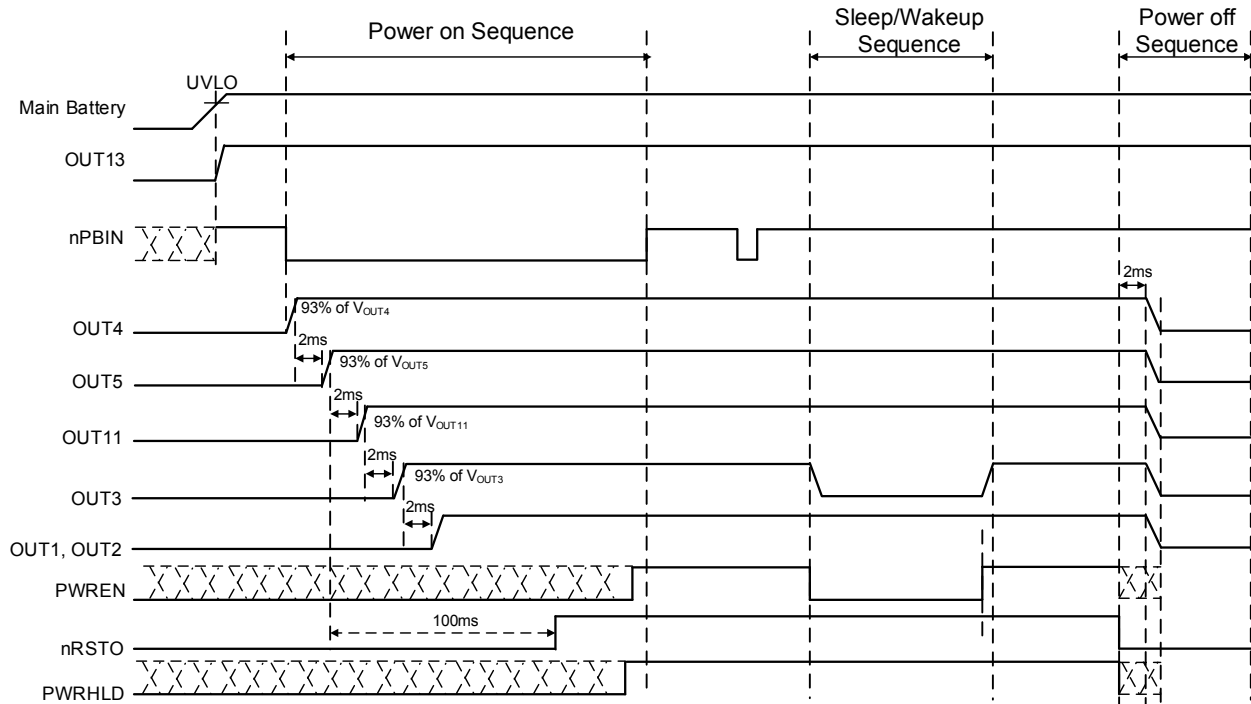 Power on Sequence
Sleep/Wakeup
Sequence
Power off
Sequence
UVLO
Main Battery
OUT13
nPBIN
2ms
93% of VOUT4
OUT4
2ms
93% of VOUT5
OUT5
2ms
93% of VOUT11
OUT11
2ms
93% of VOUT3
OUT3
2ms
OUT1, OUT2
PWREN
100ms
nRSTO
PWRHLD